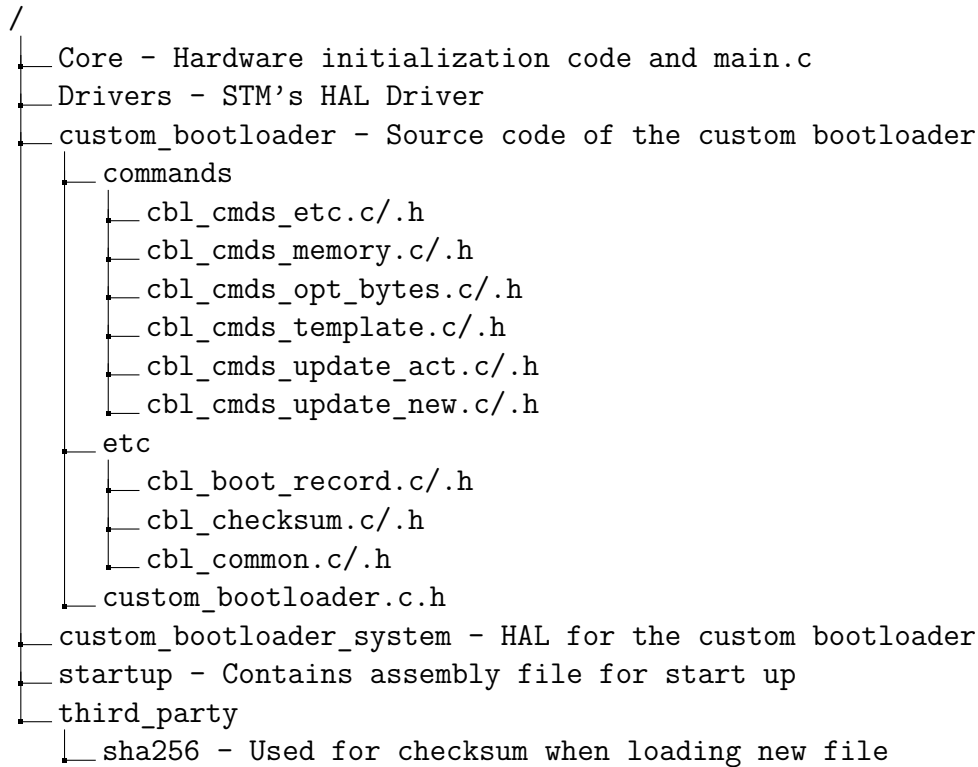 /
Core - Hardware initialization code and main.c
Drivers - STM's HAL Driver
custom_bootloader - Source code of the custom bootloader
commands
cbl_cmds_etc.c/.h
cbl_cmds_memory.c/.h
cbl_cmds_opt_bytes.c/.h
cbl_cmds_template.c/.h
cbl_cmds_update_act.c/.h
cbl_cmds_update_new.c/.h
etc
cbl_boot_record.c/.h
cbl_checksum.c/.h
cbl_common.c/.h
custom_bootloader.c.h
custom_bootloader_system - HAL for the custom bootloader
startup - Contains assembly file for start up
third_party
sha256 - Used for checksum when loading new file